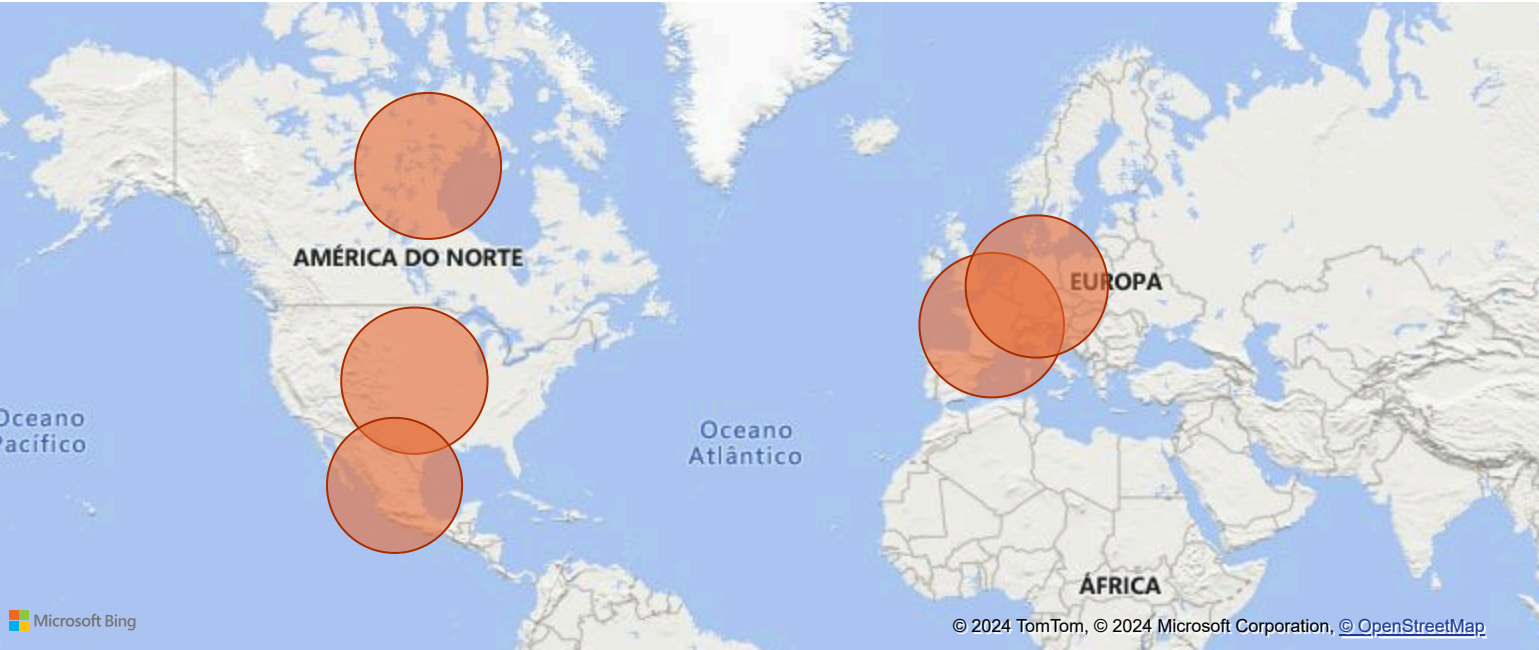 AMÉRICA DO NORTE
EUROPA
Oceano
Pacífico
Oceano
Atlântico
ÁFRICA
Microsoft Bing
© 2024 TomTom, © 2024 Microsoft Corporation, © OpenStreetMap